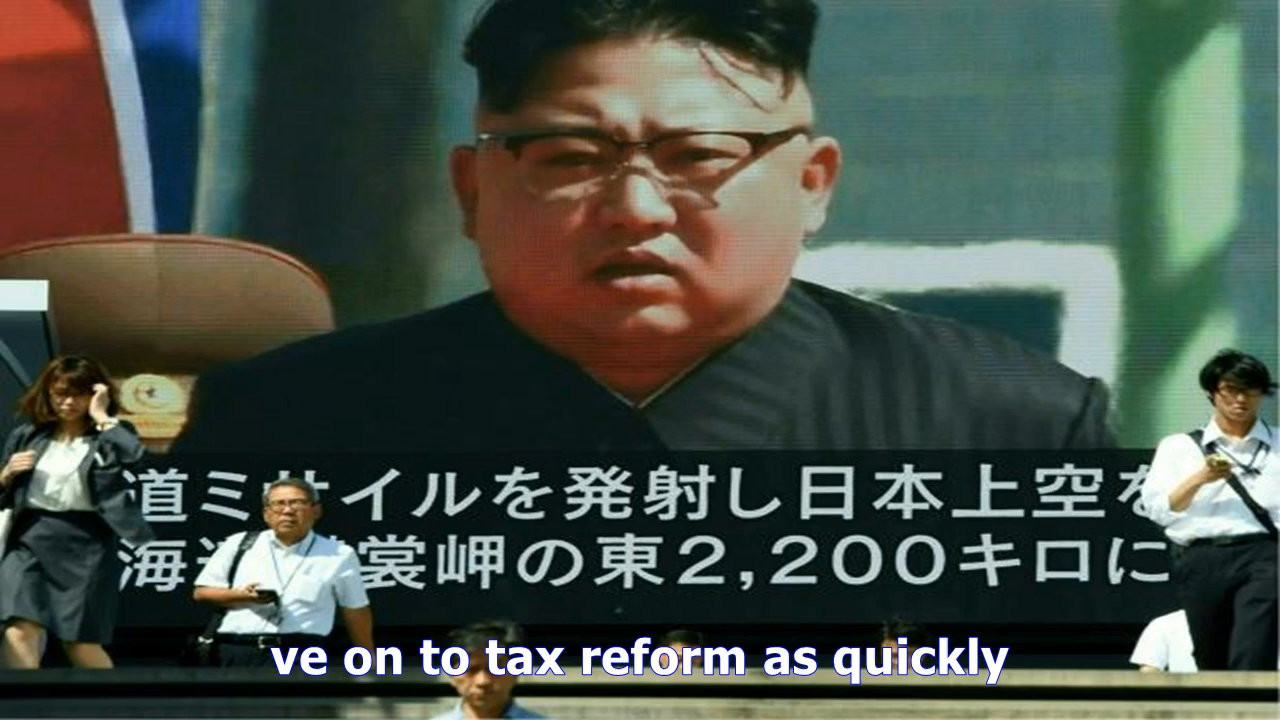 道ミサイルを発射し日本上空を
海道 裳岬の東2,200キロに
ve on to tax reform as quickly